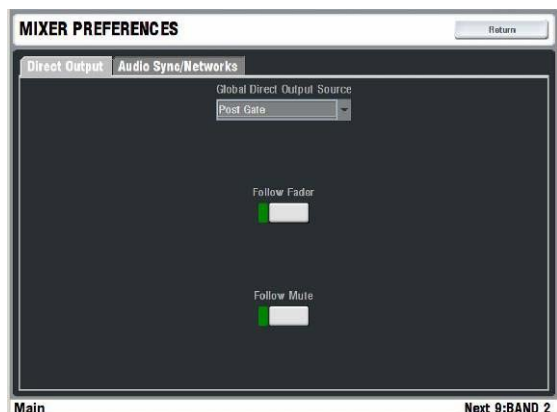 MIXER PREFERENCES
Return
Direct Output Audio Sync/Networks
Global Direct Output Source
Post Gate
Follow Fader
Follow Mute
Main Next 9:BAND 2